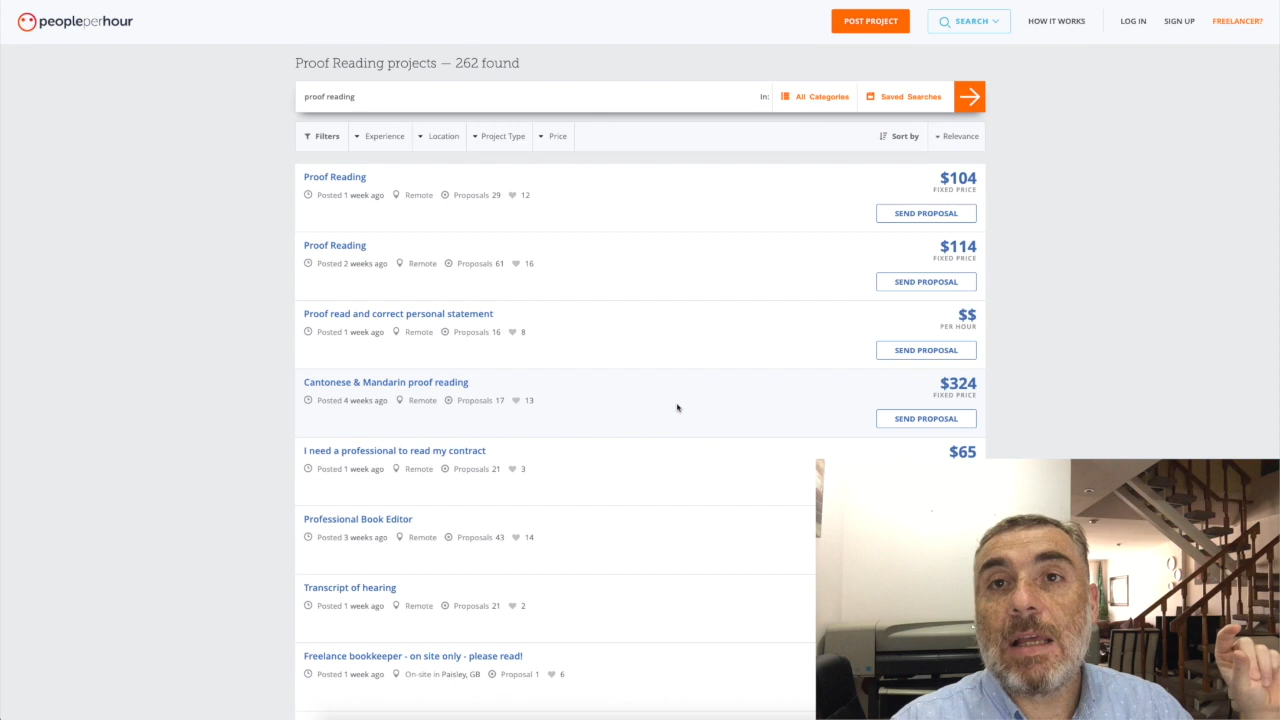 peopleperhour
POST PROJECT
SEARCH
HOW IT WORKS
LOG IN
SIGN UP
FREELANCER?
Proof Reading projects — 262 found
proof reading
In:
All Categories
Saved Searches
Filters
Experience
Location
Project Type
Price
Sort by
Relevance
Proof Reading
$104
FIXED PRICE
Posted 1 week ago Remote Proposals 29 12
SEND PROPOSAL
Proof Reading
$114
FIXED PRICE
Posted 2 weeks ago Remote Proposals 61 16
SEND PROPOSAL
Proof read and correct personal statement
$$
PER HOUR
Posted 1 week ago Remote Proposals 16 8
SEND PROPOSAL
Cantonese & Mandarin proof reading
$324
FIXED PRICE
Posted 4 weeks ago Remote Proposals 17 13
SEND PROPOSAL
I need a professional to read my contract
$65
Posted 1 week ago Remote Proposals 21 3
Professional Book Editor
Posted 3 weeks ago Remote Proposals 43 14
Transcript of hearing
Posted 1 week ago Remote Proposals 21 2
Freelance bookkeeper - on site only - please read!
Posted 1 week ago On-site in Paisley, GB Proposal 1 6